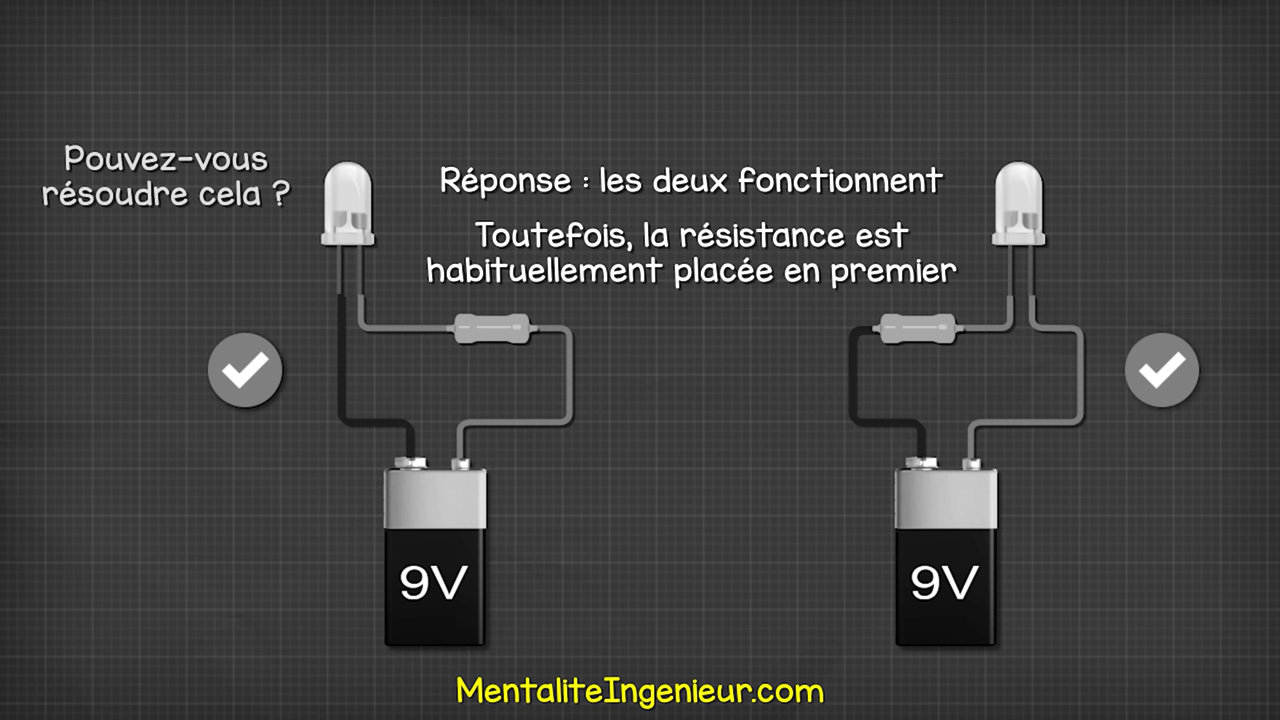 Pouvez-vous
résoudre cela ?
Réponse : les deux fonctionnent
Toutefois, la résistance est
habituellement placée en premier
9V
9V
MentaliteIngenieur.com